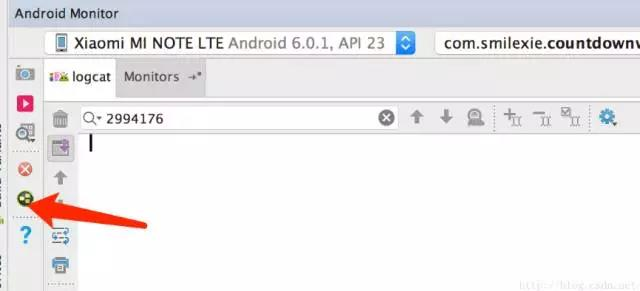 Android Monitor
Xiaomi MI NOTE LTE Android 6.0.1, API 23
com.smilexie.countdownv
logcat
Monitors
2994176
?
http://blog.csdn.net